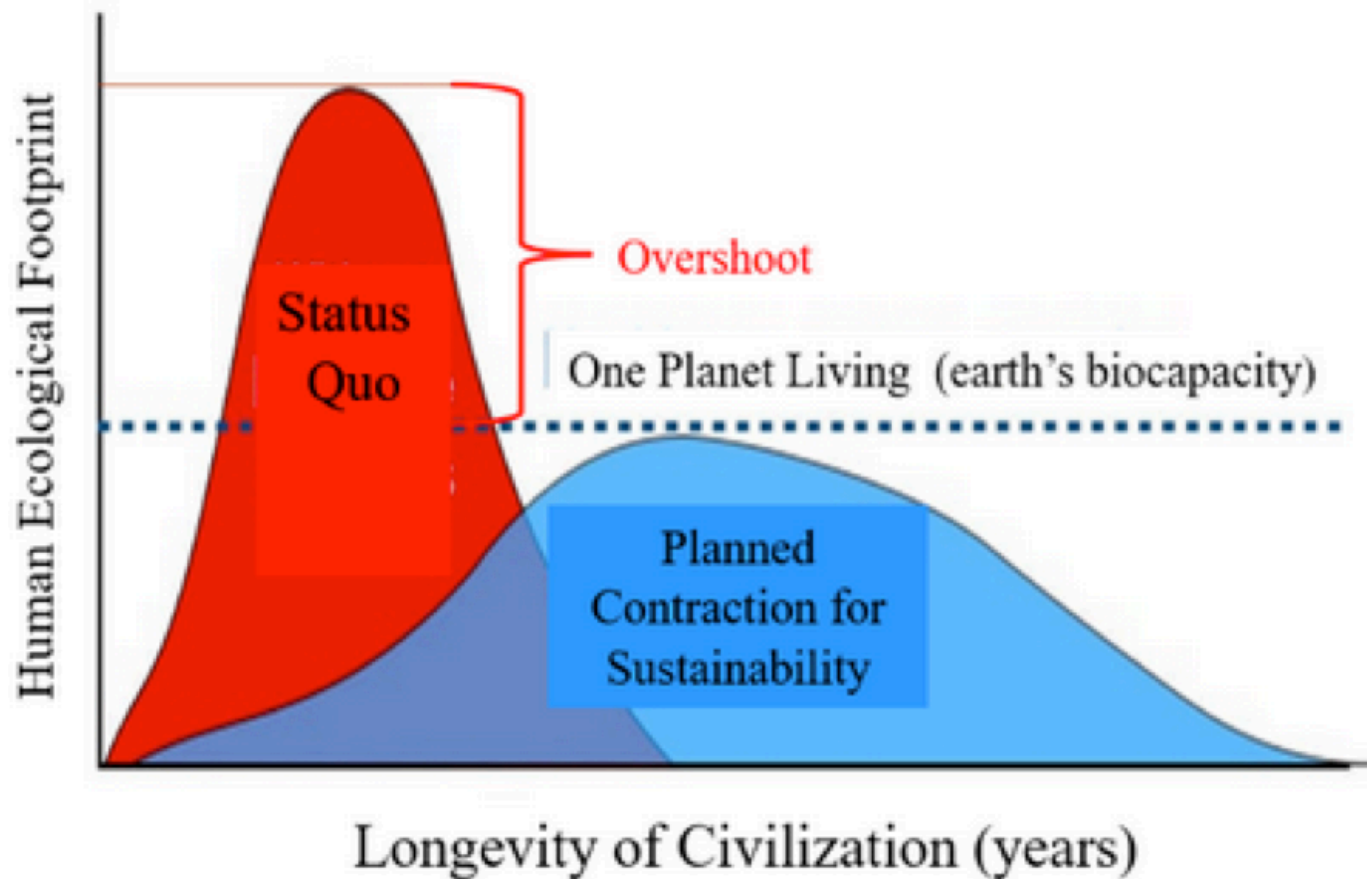 Human Ecological Footprint
Status
Quo
Overshoot
One Planet Living (earth's biocapacity)
Planned
Contraction for
Sustainability
Longevity of Civilization (years)